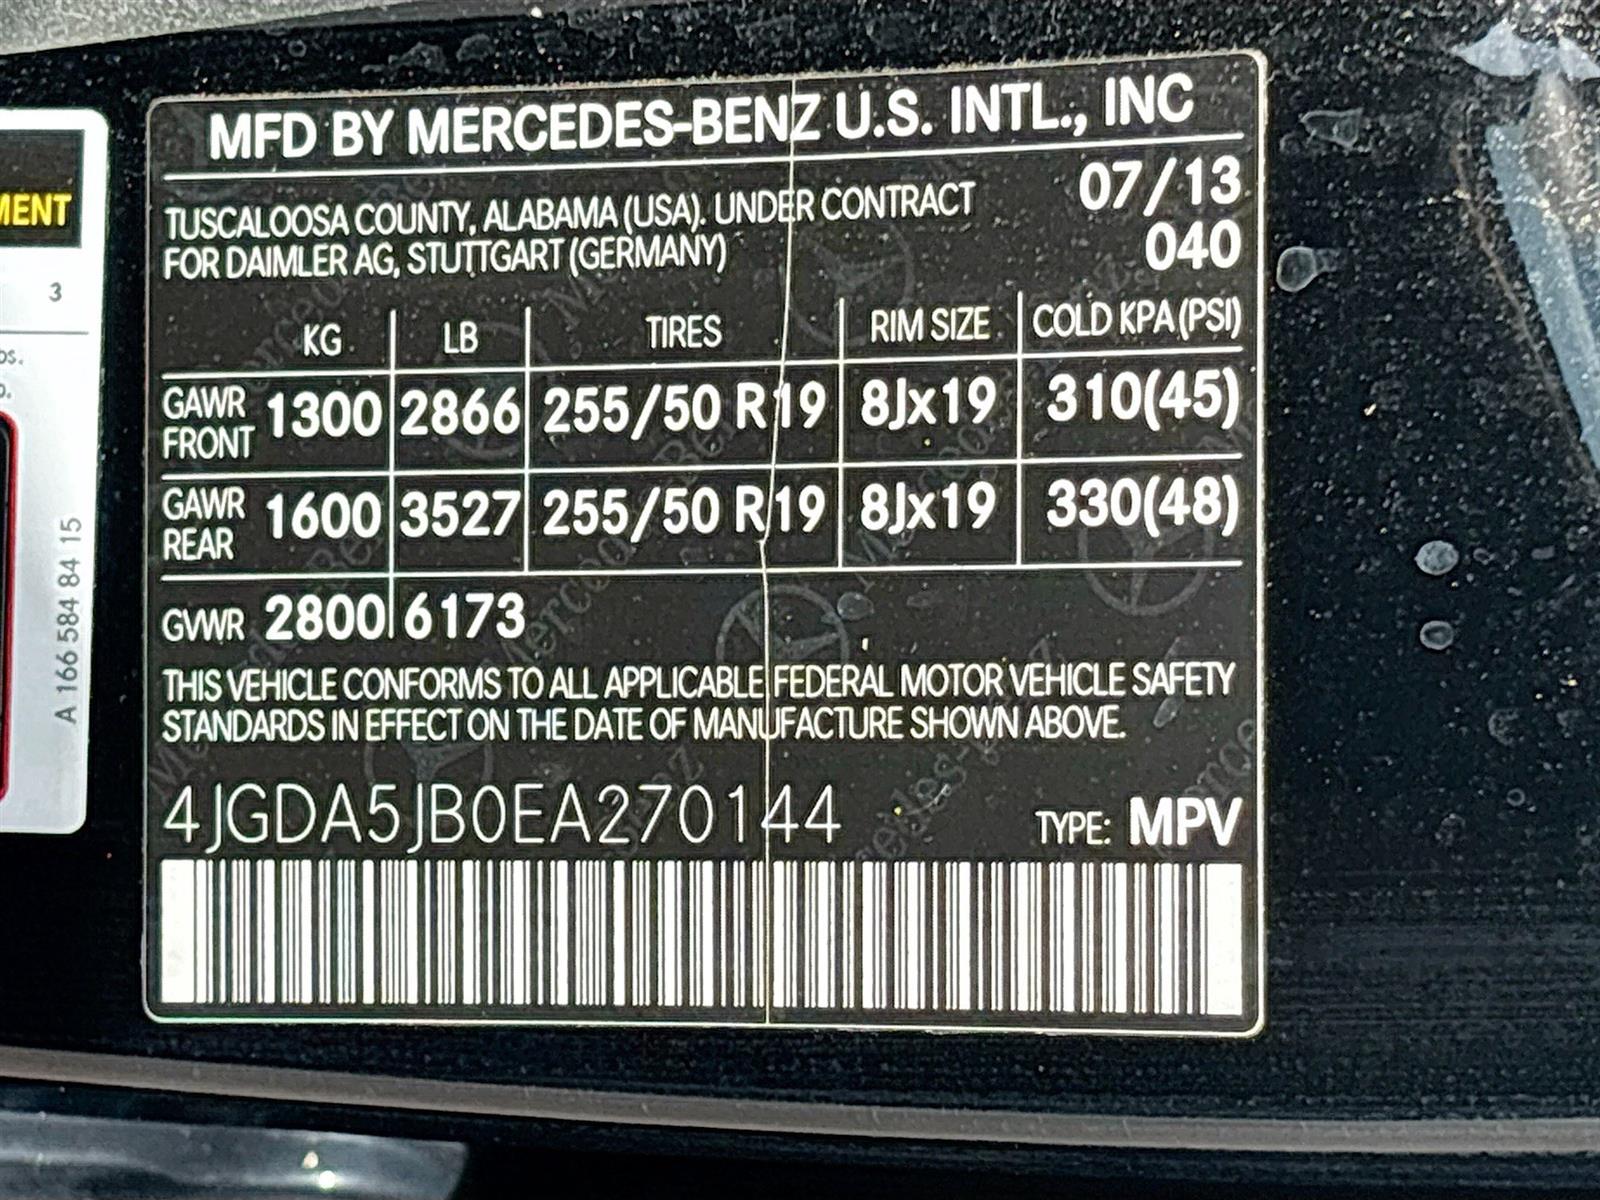 MFD BY MERCEDES-BENZ U.S. INTL., INC
TUSCALOOSA COUNTY, ALABAMA (USA). UNDER CONTRACT
FOR DAIMLER AG, STUTTGART (GERMANY)
07/13
040
KG LB TIRES RIM SIZE COLD KPA(PSI)
GAWR FRONT 1300 2866 255/50 R 19 8Jx19 310(45)
GAWR REAR 1600 3527 255/50 R 19 8Jx19 330(48)
GVWR 2800 6173
THIS VEHICLE CONFORMS TO ALL APPLICABLE FEDERAL MOTOR VEHICLE SAFETY
STANDARDS IN EFFECT ON THE DATE OF MANUFACTURE SHOWN ABOVE.
4JGDA5JB0EA270144 TYPE: MPV
MENT
3
A 166 584 84 15